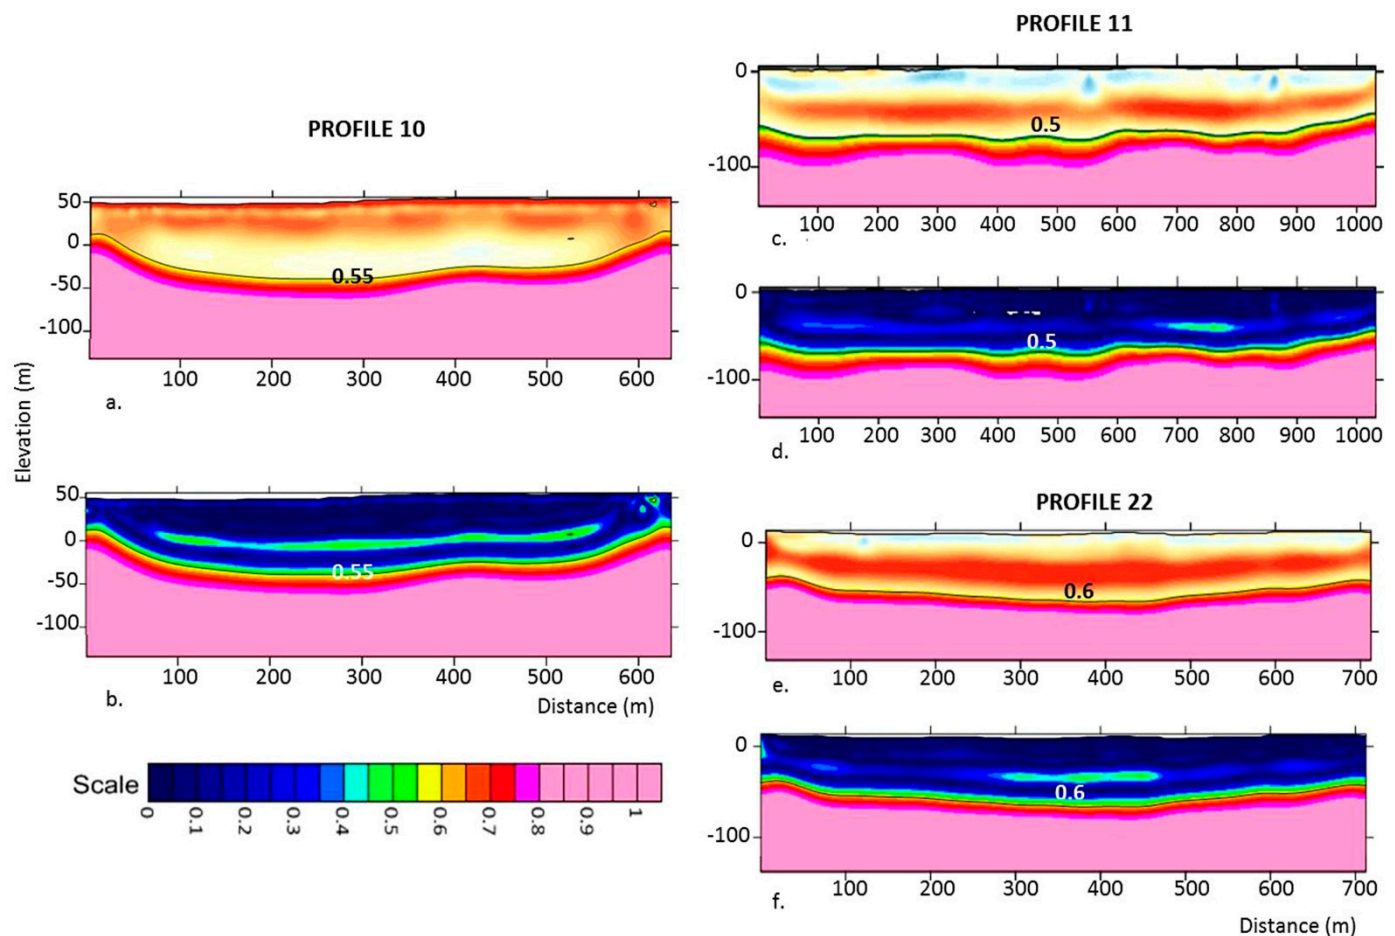 PROFILE 10
50
0
-50
-100
0.55
100 200 300 400 500 600
a.
Elevation (m)
50
0
-50
-100
0.55
100 200 300 400 500 600
b.
Distance (m)
Scale
0 0.1 0.2 0.3 0.4 0.5 0.6 0.7 0.8 0.9 1
PROFILE 11
0
-100
0.5
100 200 300 400 500 600 700 800 900 1000
c.
0
-100
0.5
100 200 300 400 500 600 700 800 900 1000
d.
PROFILE 22
0
-100
0.6
100 200 300 400 500 600 700
e.
0
-100
0.6
100 200 300 400 500 600 700
f.
Distance (m)